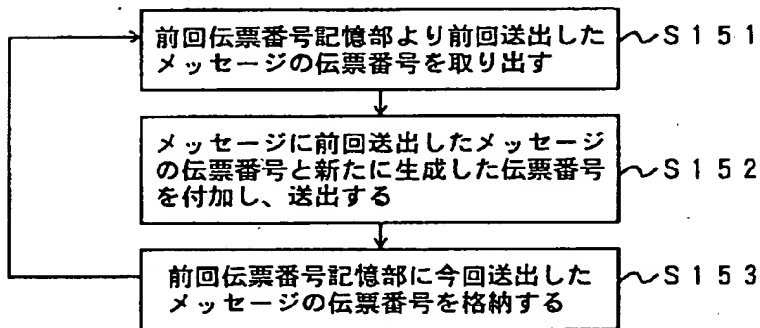 前回伝票番号記憶部より前回送出した
メッセージの伝票番号を取り出す
S151
メッセージに前回送出したメッセージ
の伝票番号と新たに生成した伝票番号
を付加し、送出する
S152
前回伝票番号記憶部に今回送出した
メッセージの伝票番号を格納する
S153